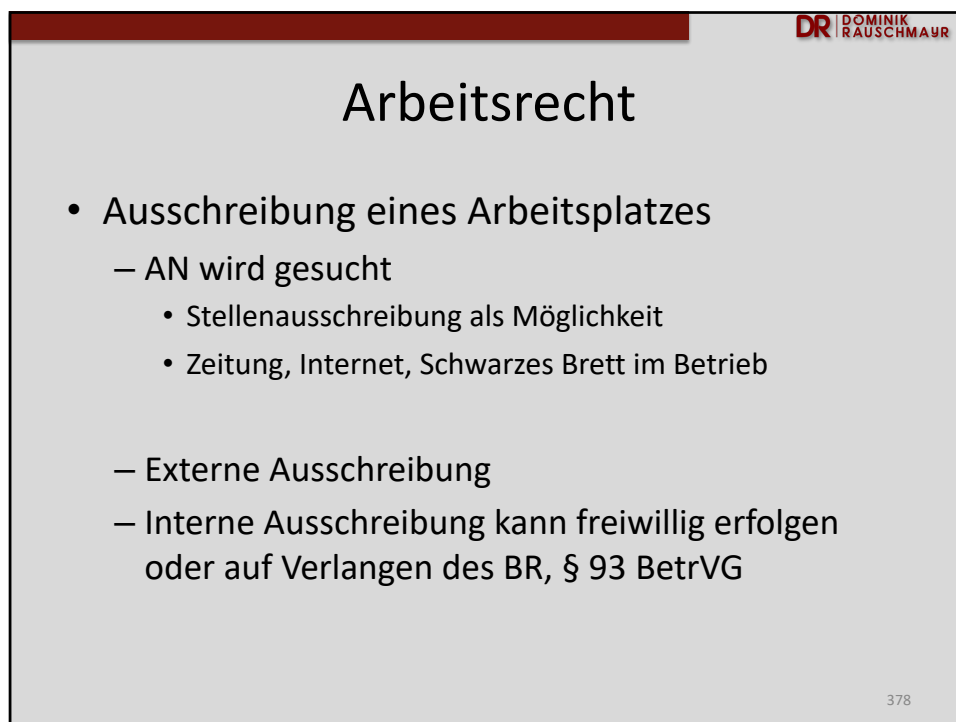 DR DOMINIK
RAUSCHMAYR
Arbeitsrecht
• Ausschreibung eines Arbeitsplatzes
– AN wird gesucht
• Stellenausschreibung als Möglichkeit
• Zeitung, Internet, Schwarzes Brett im Betrieb
– Externe Ausschreibung
– Interne Ausschreibung kann freiwillig erfolgen
oder auf Verlangen des BR, § 93 BetrVG
378